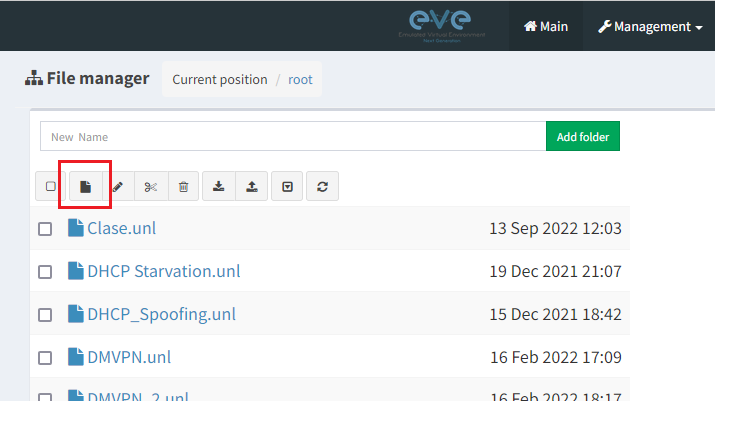 eve
Emulated Virtual Environment
Next Generation
Main
Management
File manager
Current position / root
New Name
Add folder
Clase.unl 13 Sep 2022 12:03
DHCP Starvation.unl 19 Dec 2021 21:07
DHCP_Spoofing.unl 15 Dec 2021 18:42
DMVPN.unl 16 Feb 2022 17:09
DMVPN_2.unl 16 Feb 2022 18:17